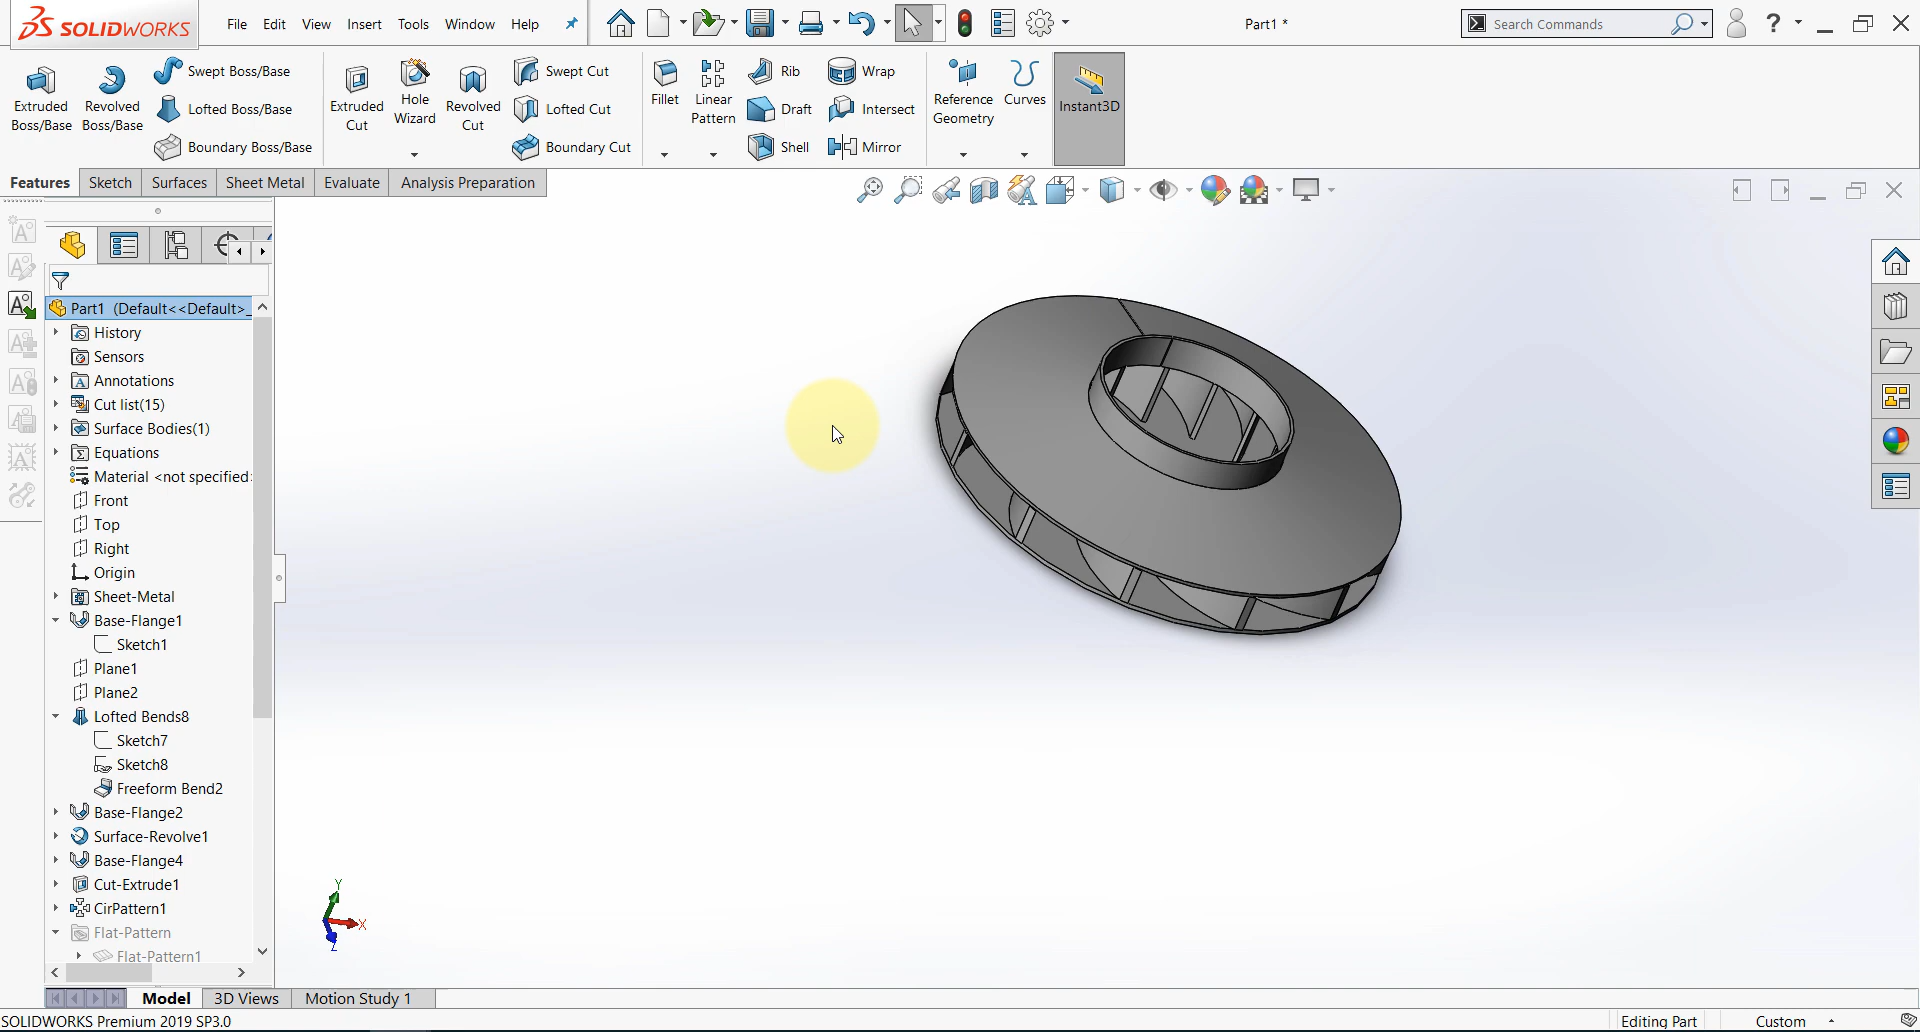 SOLIDWORKS File Edit View Insert Tools Window Help Part1 * Search Commands ?
Extruded Boss/Base
Revolved Boss/Base
Swept Boss/Base
Lofted Boss/Base
Boundary Boss/Base
Extruded Cut
Hole Wizard
Revolved Cut
Swept Cut
Lofted Cut
Boundary Cut
Fillet
Linear Pattern
Rib
Draft
Shell
Wrap
Intersect
Mirror
Reference Geometry
Curves
Instant3D
Features Sketch Surfaces Sheet Metal Evaluate Analysis Preparation
Part1 (Default<<Default>_
History
Sensors
Annotations
Cut list(15)
Surface Bodies(1)
Equations
Material <not specified>
Front
Top
Right
Origin
Sheet-Metal
Base-Flange1
Sketch1
Plane1
Plane2
Lofted Bends8
Sketch7
Sketch8
Freeform Bend2
Base-Flange2
Surface-Revolve1
Base-Flange4
Cut-Extrude1
CirPattern1
Flat-Pattern
Flat-Pattern1
Y
X
Z
Model 3D Views Motion Study 1
SOLIDWORKS Premium 2019 SP3.0 Editing Part Custom